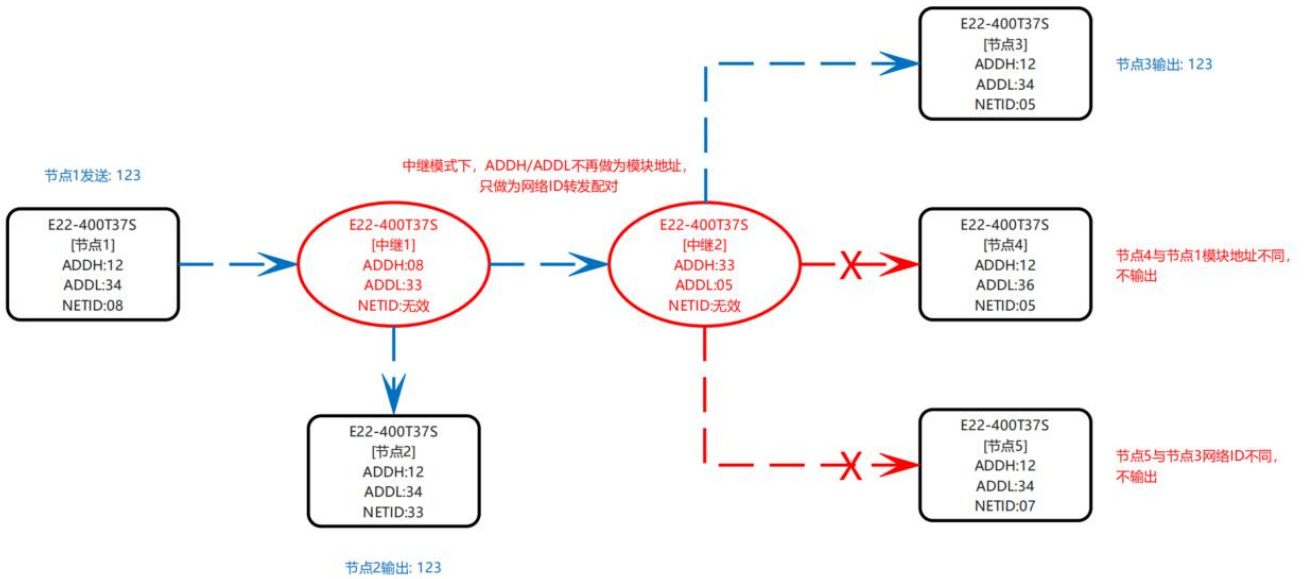 节点1发送: 123
E22-400T37S
[节点1]
ADDH:12
ADDL:34
NETID:08
中继模式下，ADDH/ADDL不再做为模块地址，
只做为网络ID转发配对
E22-400T37S
[中继1]
ADDH:08
ADDL:33
NETID:无效
E22-400T37S
[节点2]
ADDH:12
ADDL:34
NETID:33
节点2输出: 123
E22-400T37S
[中继2]
ADDH:33
ADDL:05
NETID:无效
E22-400T37S
[节点3]
ADDH:12
ADDL:34
NETID:05
节点3输出: 123
X
E22-400T37S
[节点4]
ADDH:12
ADDL:36
NETID:05
节点4与节点1模块地址不同，
不输出
X
E22-400T37S
[节点5]
ADDH:12
ADDL:34
NETID:07
节点5与节点3网络ID不同，
不输出